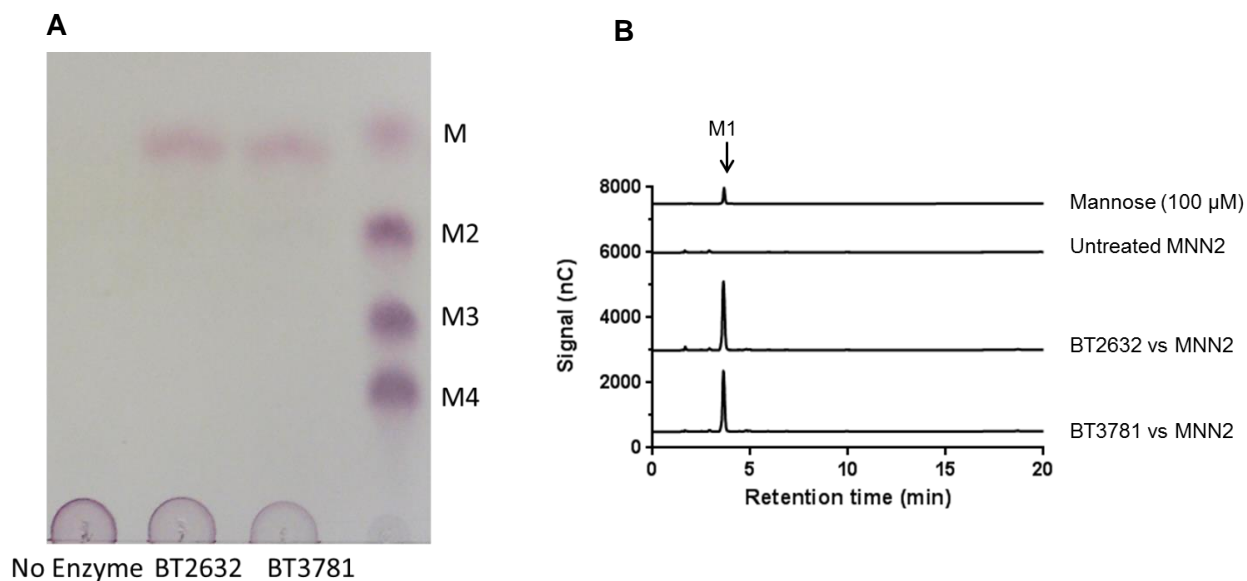 A
M
M2
M3
M4
No Enzyme BT2632 BT3781
B
M1
8000
6000
4000
2000
0
Signal (nC)
0 5 10 15 20
Retention time (min)
Mannose (100 µM)
Untreated MNN2
BT2632 vs MNN2
BT3781 vs MNN2